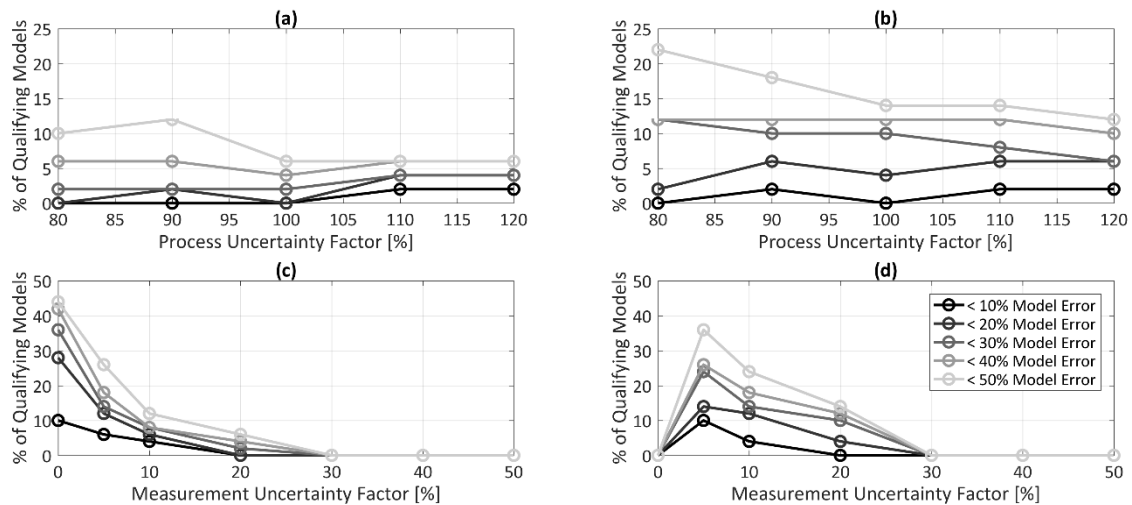 (a)
% of Qualifying Models
25
20
15
10
5
0
80 85 90 95 100 105 110 115 120
Process Uncertainty Factor [%]
(b)
% of Qualifying Models
25
20
15
10
5
0
80 85 90 95 100 105 110 115 120
Process Uncertainty Factor [%]
(c)
% of Qualifying Models
50
40
30
20
10
0
0 10 20 30 40 50
Measurement Uncertainty Factor [%]
(d)
% of Qualifying Models
50
40
30
20
10
0
0 10 20 30 40 50
Measurement Uncertainty Factor [%]
< 10% Model Error
< 20% Model Error
< 30% Model Error
< 40% Model Error
< 50% Model Error